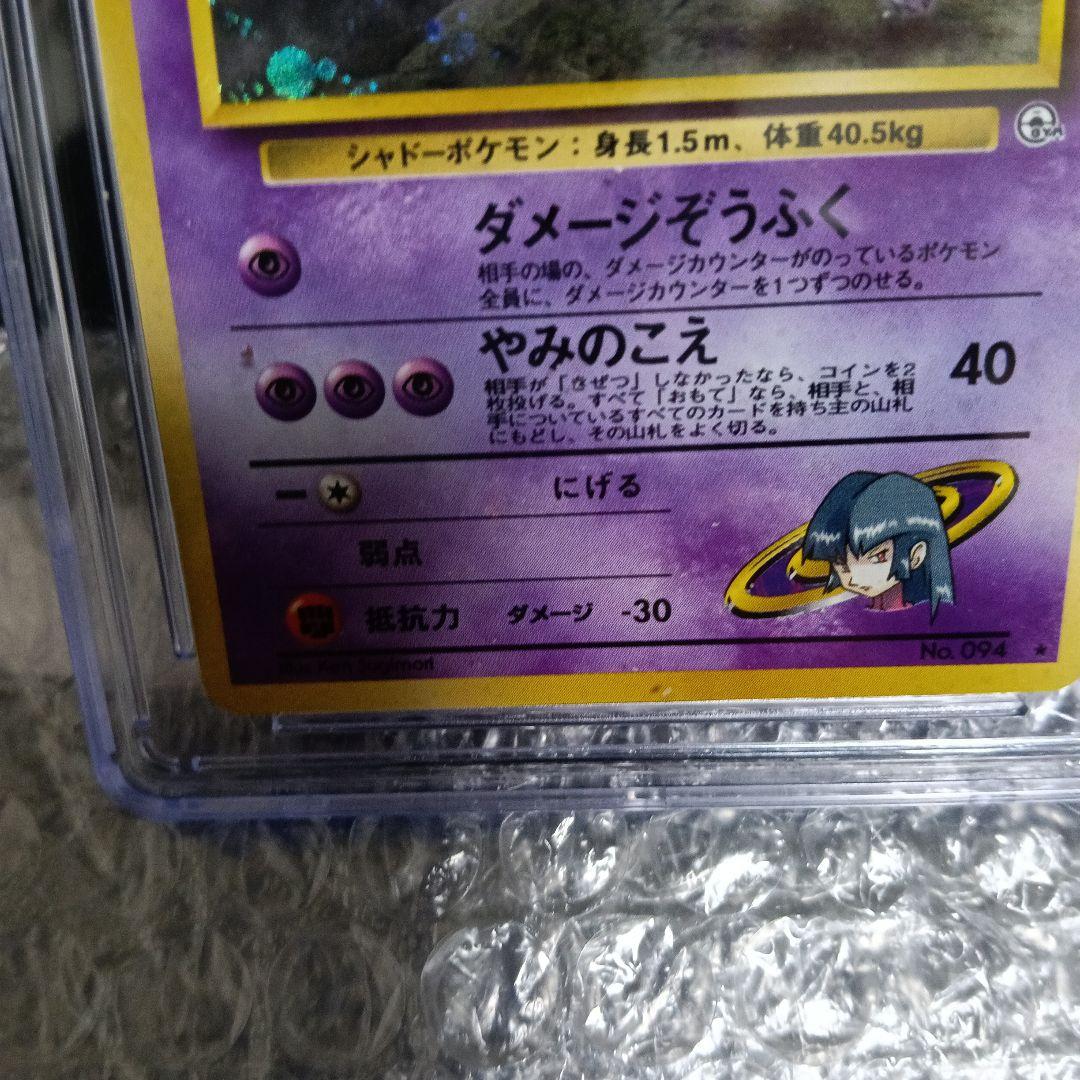 シャドーポケモン：身長1.5m、体重40.5kg
GYM
ダメージぞうふく
相手の場の、ダメージカウンターがのっているポケモン
全員に、ダメージカウンターを1つずつのせる。
やみのこえ 40
相手が「きぜつ」しなかったなら、コインを2
枚投げる。すべて「おもて」なら、相手と、相
手についているすべてのカードを持ち主の山札
にもどし、その山札をよく切る。
にげる
弱点
抵抗力 ダメージ -30
No. 094 ★
Illus. Ken Sugimori